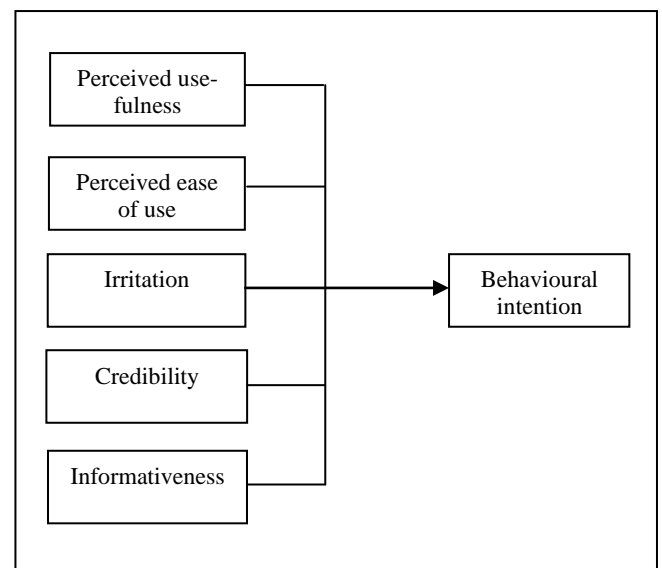 Perceived use-
fulness
Perceived ease
of use
Irritation
Behavioural
intention
Credibility
Informativeness